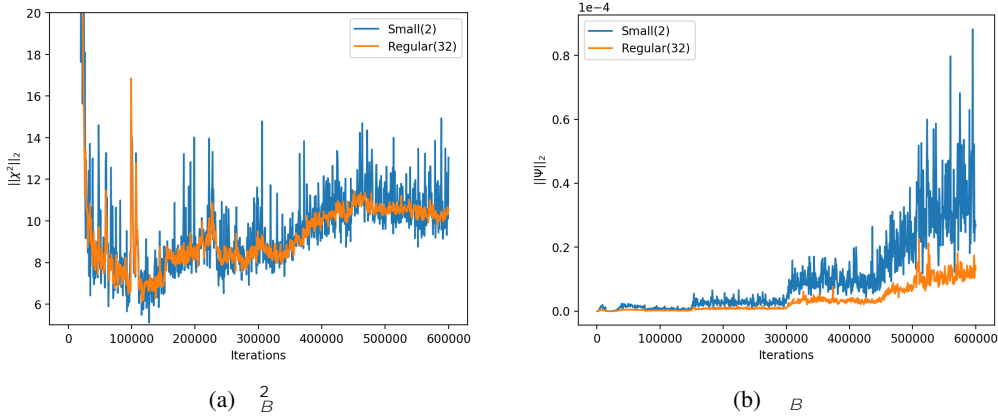 20
18
16
14
12
10
8
6
||χ²||₂
Small(2)
Regular(32)
0 100000 200000 300000 400000 500000 600000
Iterations
(a) 2 B
1e−4
0.8
0.6
0.4
0.2
0.0
||Ψ||₂
Small(2)
Regular(32)
0 100000 200000 300000 400000 500000 600000
Iterations
(b) B